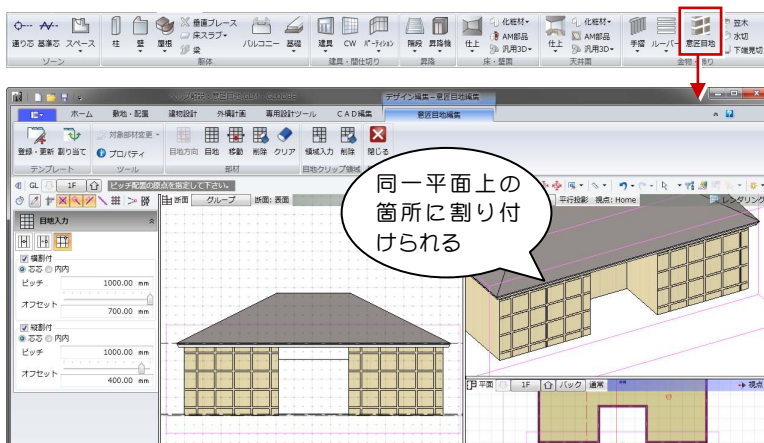 垂直ブレース
床スラブ
梁
化粧材
AM部品
汎用3D
化粧材
AM部品
汎用3D
笠木
水切
下端見切
通り芯 基準芯 スペース 柱 壁 屋根 バルコニー 基礎 建具 CW パーテイション 階段 昇降機 仕上 仕上 手摺 ルーバー 意匠目地
ゾーン 躯体 建具・間仕切り 昇降 床・壁面 天井面
デザイン編集-意匠目地編集
ホーム 敷地・配置 建物設計 外構計画 専用設計ツール CAD編集 意匠目地編集
登録・更新 割り当て 対象部材変更 プロパティ 目地方向 目地 移動 削除 クリア 領域入力 削除 閉じる
テンプレート ツール 部材 目地クリップ領域
GL 1F ピッチ配置の原点を指定して下さい。
断面 グループ 断面: 表面
平行投影 視点: Home レンダリング
同一平面上の
箇所に割り付
けられる
目地入力
横割付
芯芯 内内
ピッチ 1000.00 mm
オフセット
700.00 mm
縦割付
芯芯 内内
ピッチ 1000.00 mm
オフセット
400.00 mm
平面 1F バック 通常 視点